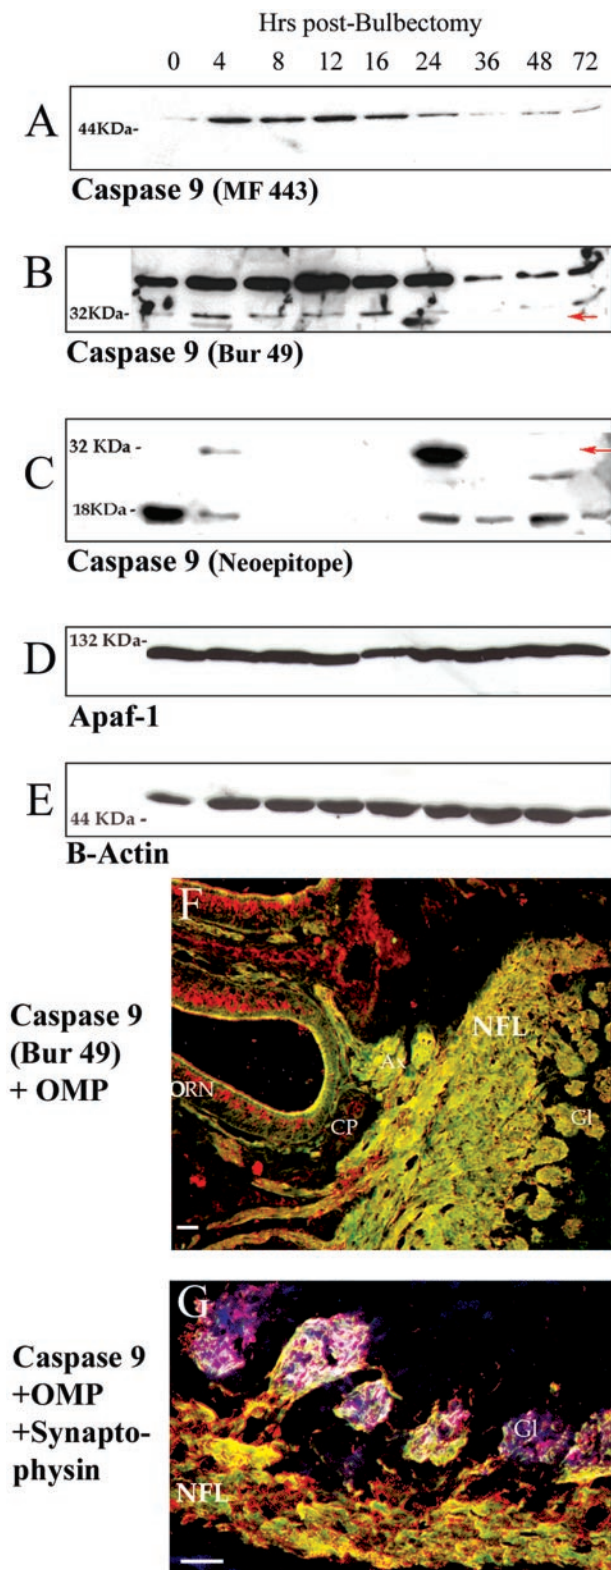 Hrs post-Bulbectomy
0 4 8 12 16 24 36 48 72
A
44KDa-
Caspase 9 (MF 443)
B
32KDa-
Caspase 9 (Bur 49)
C
32 KDa -
18KDa-
Caspase 9 (Neoepitope)
D
132 KDa-
Apaf-1
E
44 KDa -
B-Actin
F
Caspase 9
(Bur 49)
+ OMP
NFL
Ax
ORN
CP
Gl
G
Caspase 9
+OMP
+Synapto-
physin
Gl
NFL